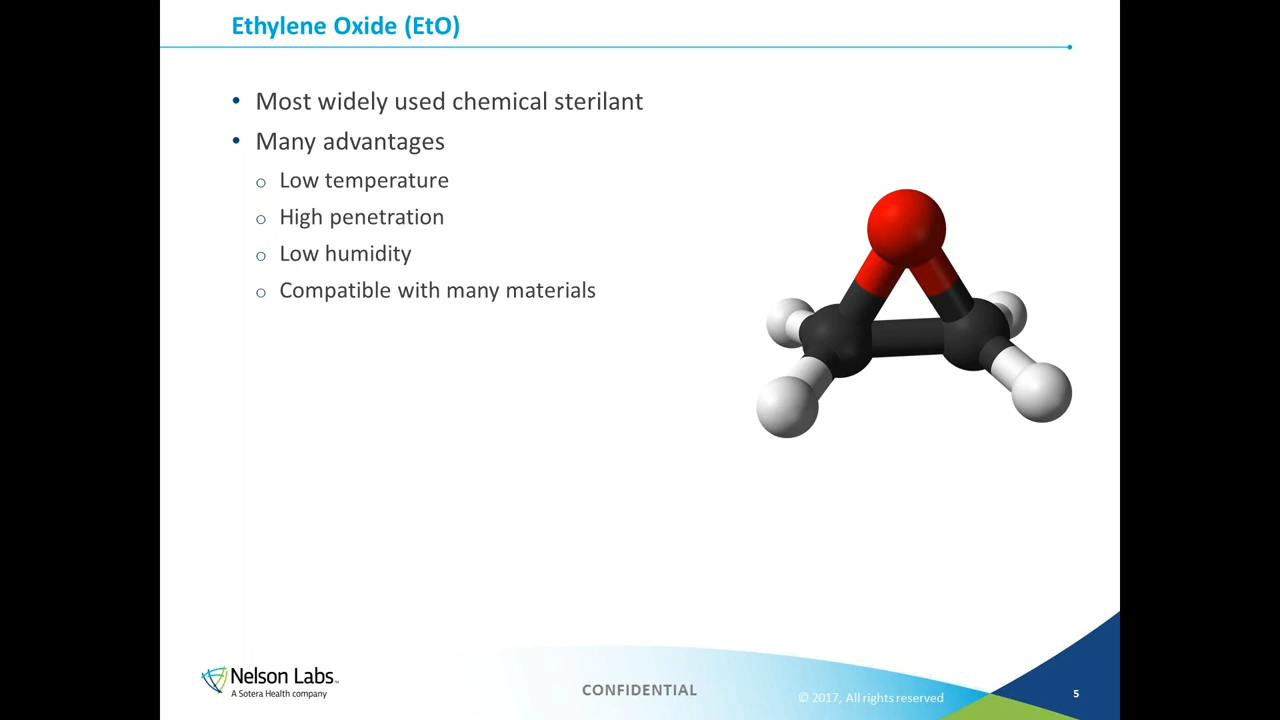 Ethylene Oxide (EtO)
• Most widely used chemical sterilant
• Many advantages
o Low temperature
o High penetration
o Low humidity
o Compatible with many materials
Nelson Labs™
A Sotera Health company
CONFIDENTIAL
© 2017, All rights reserved
5